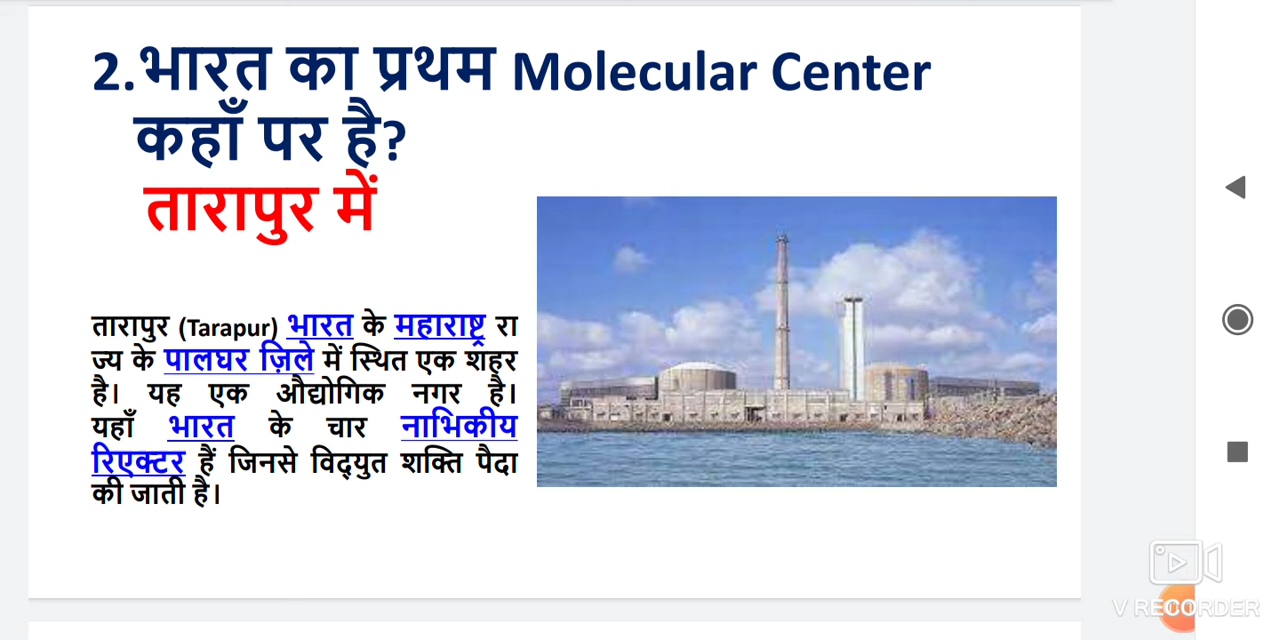 2.भारत का प्रथम Molecular Center
कहाँ पर है?
तारापुर में
तारापुर (Tarapur) भारत के महाराष्ट्र रा
ज्य के पालघर ज़िले में स्थित एक शहर
है। यह एक औद्योगिक नगर है।
यहाँ भारत के चार नाभिकीय
रिएक्टर हैं जिनसे विद्युत शक्ति पैदा
की जाती है।
V RECORDER